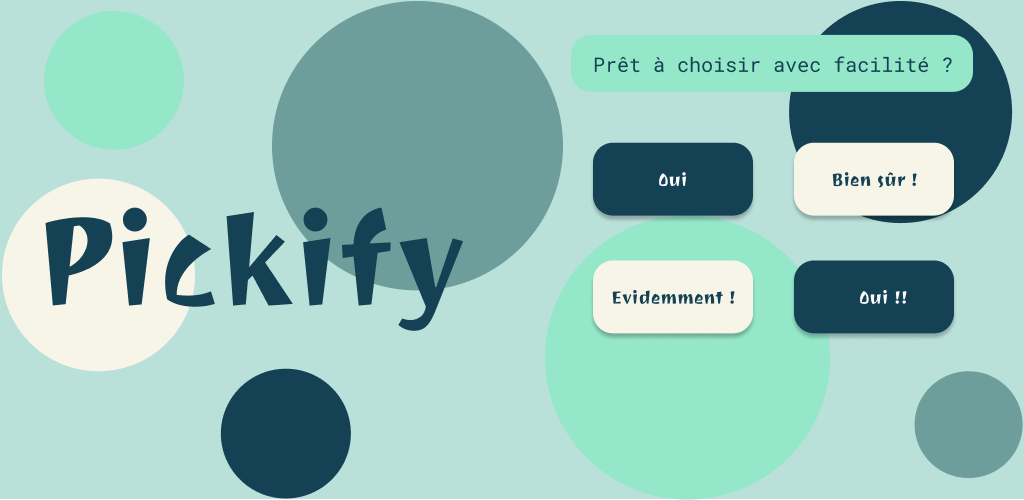 Pickify
Prêt à choisir avec facilité ?
Oui
Bien sûr !
Evidemment !
Oui !!